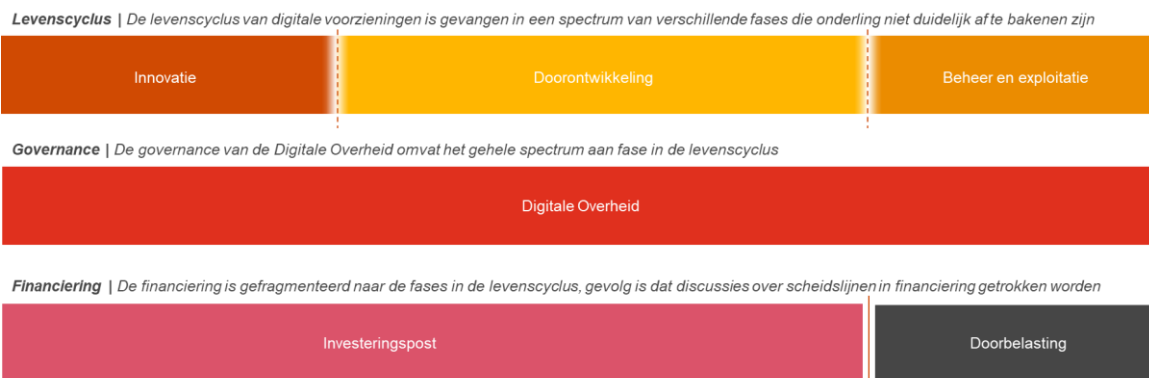 Levenscyclus | De levenscyclus van digitale voorzieningen is gevangen in een spectrum van verschillende fases die onderling niet duidelijk af te bakenen zijn
Innovatie
Doorontwikkeling
Beheer en exploitatie
Governance | De governance van de Digitale Overheid omvat het gehele spectrum aan fase in de levenscyclus
Digitale Overheid
Financiering | De financiering is gefragmenteerd naar de fases in de levenscyclus, gevolg is dat discussies over scheidslijnen in financiering getrokken worden
Investeringspost
Doorbelasting